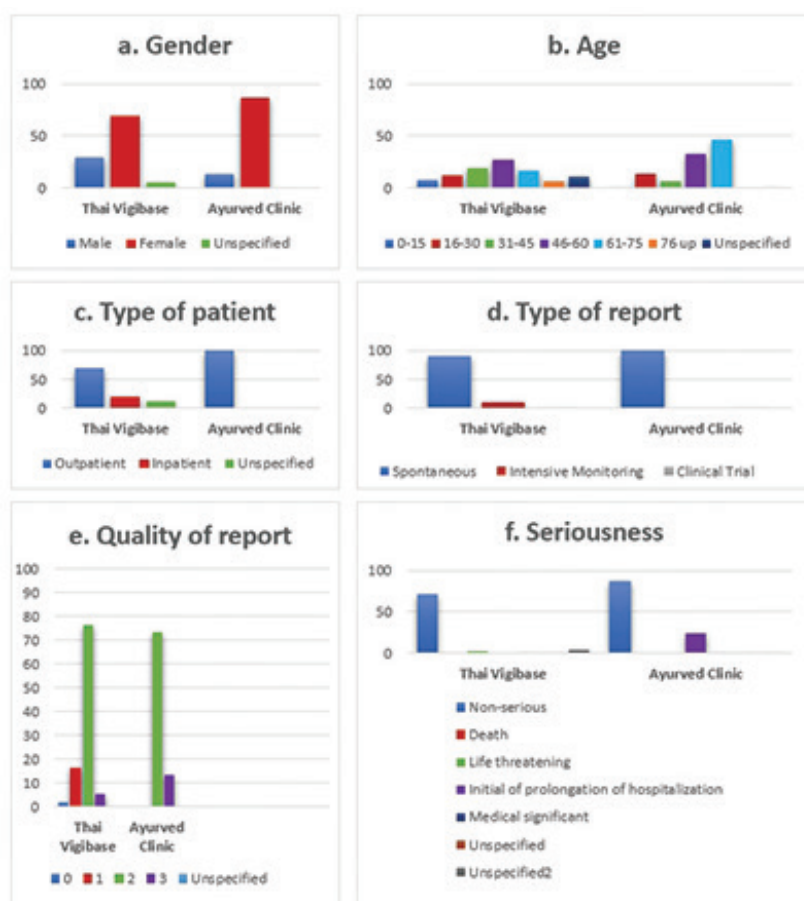 a. Gender
100
50
0
Thai Vigibase Ayurved Clinic
Male Female Unspecified
b. Age
100
50
0
Thai Vigibase Ayurved Clinic
0-15 16-30 31-45 46-60 61-75 76 up Unspecified
c. Type of patient
100
50
0
Thai Vigibase Ayurved Clinic
Outpatient Inpatient Unspecified
d. Type of report
100
50
0
Thai Vigibase Ayurved Clinic
Spontaneous Intensive Monitoring Clinical Trial
e. Quality of report
100
90
80
70
60
50
40
30
20
10
0
Thai Ayurved
Vigibase Clinic
0 1 2 3 Unspecified
f. Seriousness
100
50
0
Thai Vigibase Ayurved Clinic
Non-serious
Death
Life threatening
Initial of prolongation of hospitalization
Medical significant
Unspecified
Unspecified2